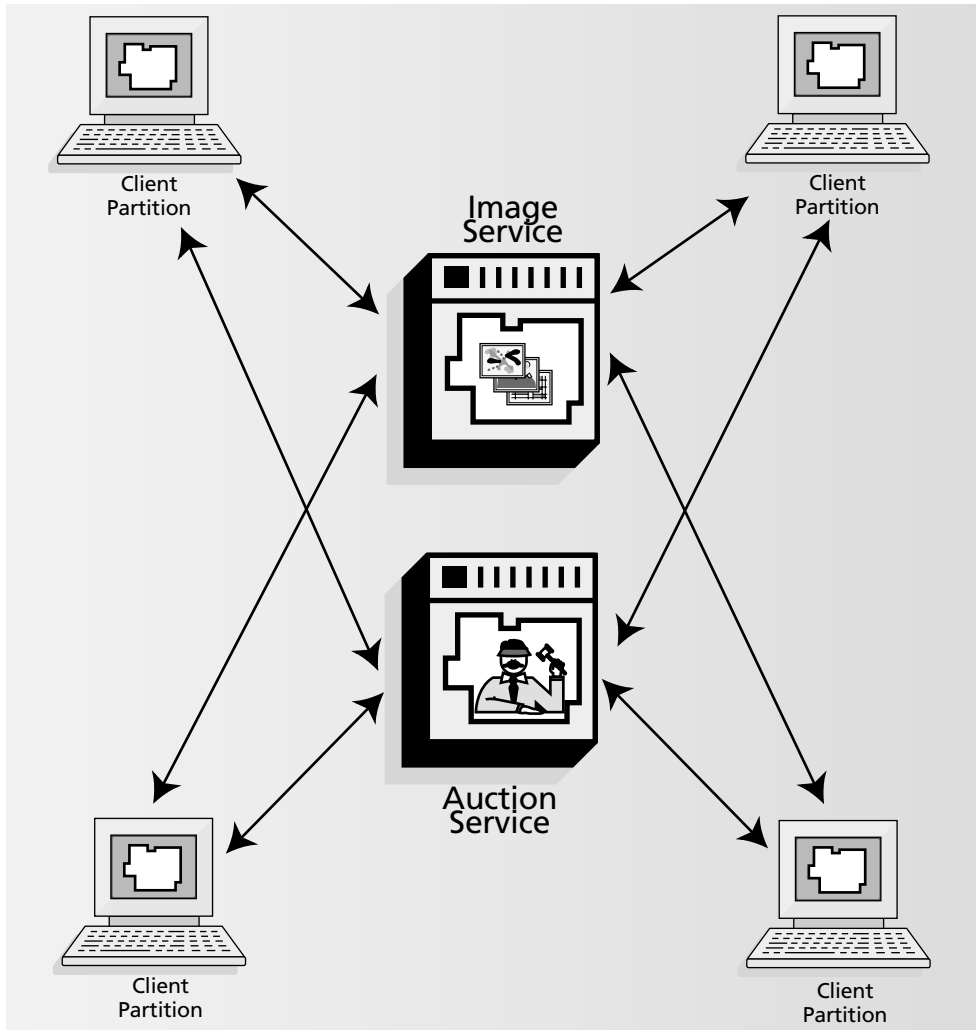 Client
Partition
Client
Partition
Image
Service
Auction
Service
Client
Partition
Client
Partition